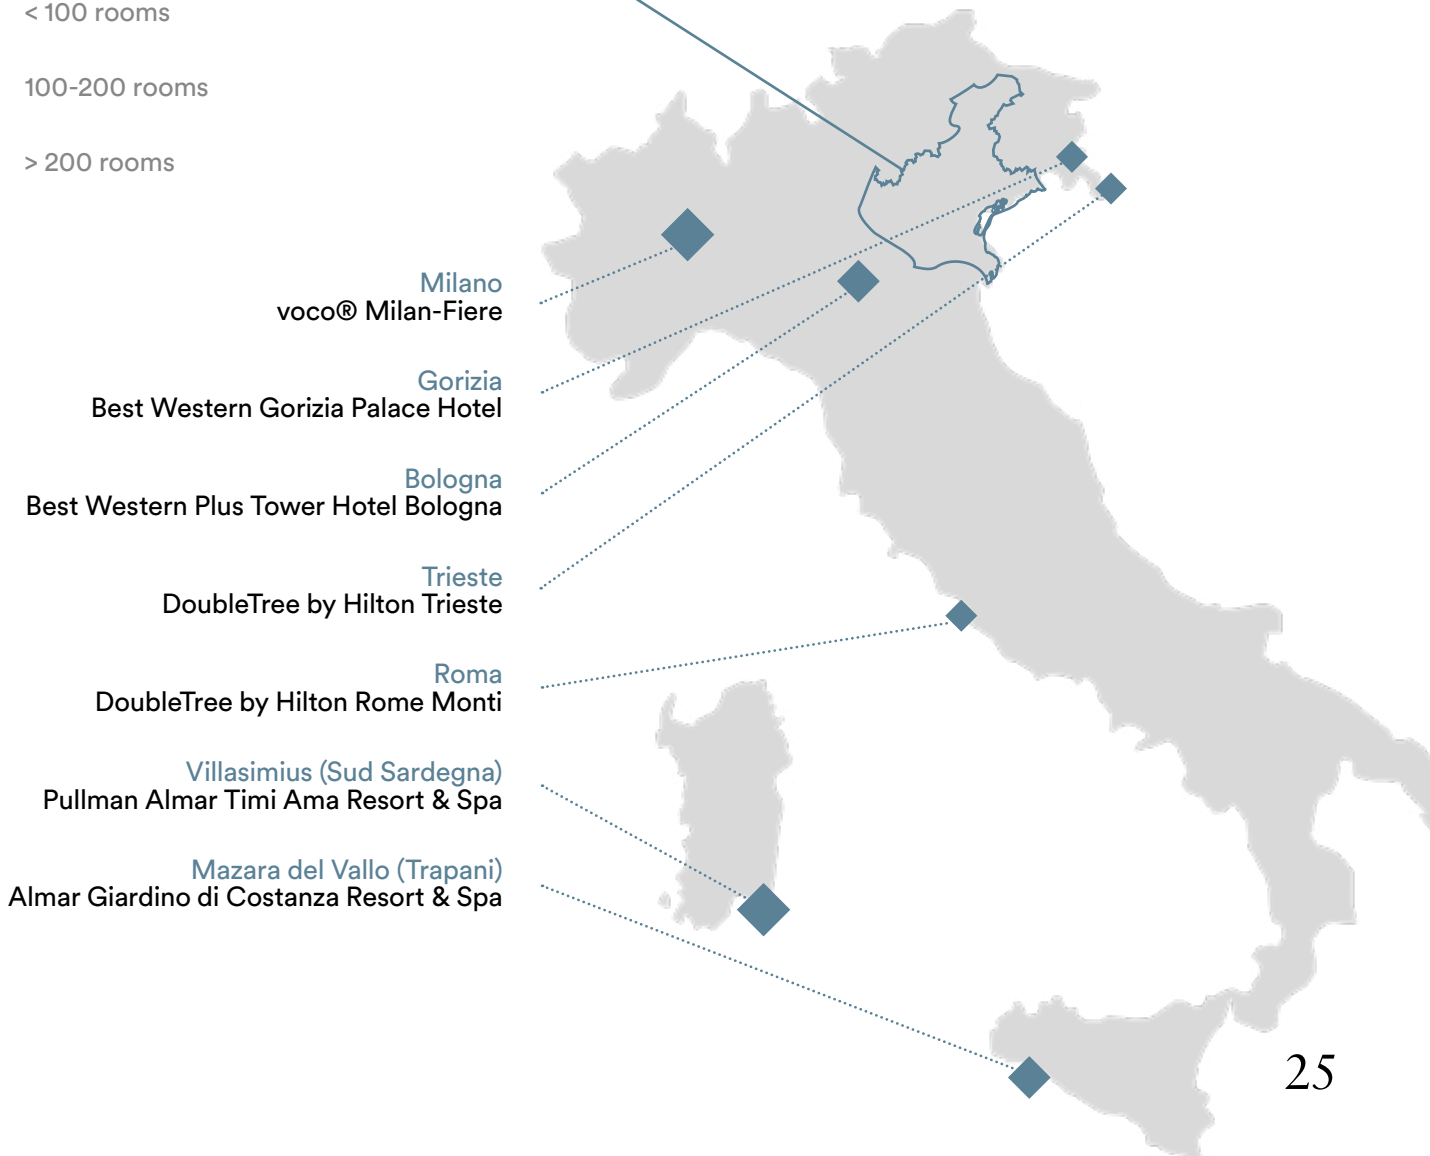 < 100 rooms
100-200 rooms
> 200 rooms
Milano
voco® Milan-Fiere
Gorizia
Best Western Gorizia Palace Hotel
Bologna
Best Western Plus Tower Hotel Bologna
Trieste
DoubleTree by Hilton Trieste
Roma
DoubleTree by Hilton Rome Monti
Villasimius (Sud Sardegna)
Pullman Almar Timi Ama Resort & Spa
Mazara del Vallo (Trapani)
Almar Giardino di Costanza Resort & Spa
25